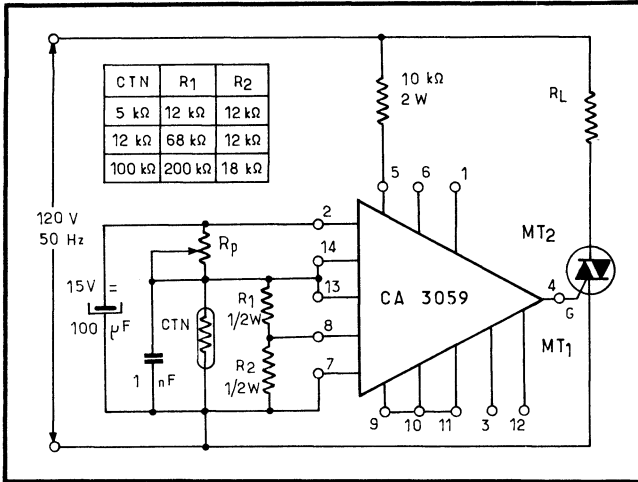 CTN R1 R2
5 kΩ 12 kΩ 12 kΩ
12 kΩ 68 kΩ 12 kΩ
100 kΩ 200 kΩ 18 kΩ
10 kΩ
2 W
RL
5 6 1
120 V
50 Hz
2
Rp
14
13
MT2
15V =
100 µF
CTN
R1
1/2W
8
CA 3059
4
G
MT1
1 nF
R2
1/2W
7
9 10 11 3 12